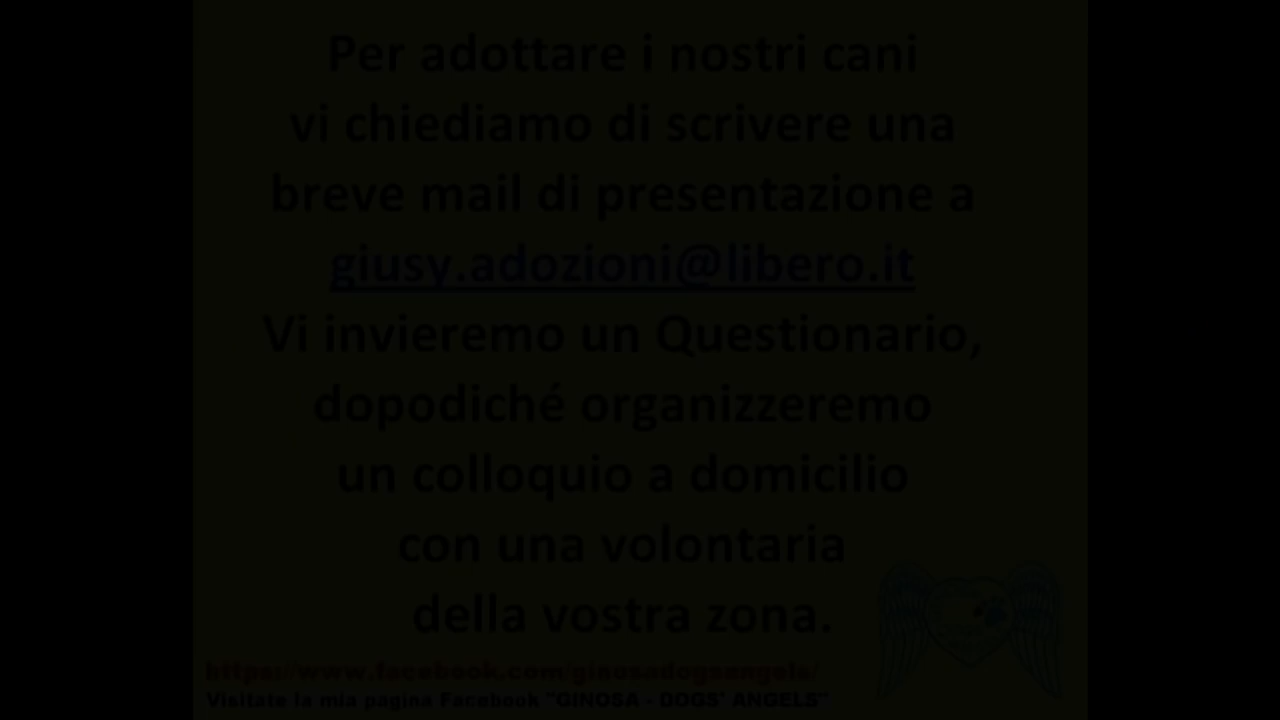 Per adottare i nostri cani
vi chiediamo di scrivere una
breve mail di presentazione a
giusy.adozioni@libero.it
Vi invieremo un Questionario,
dopodiché organizzeremo
un colloquio a domicilio
con una volontaria
della vostra zona.
https://www.facebook.com/ginosadogsangels/
Visitate la mia pagina Facebook "GINOSA - DOGS' ANGELS"